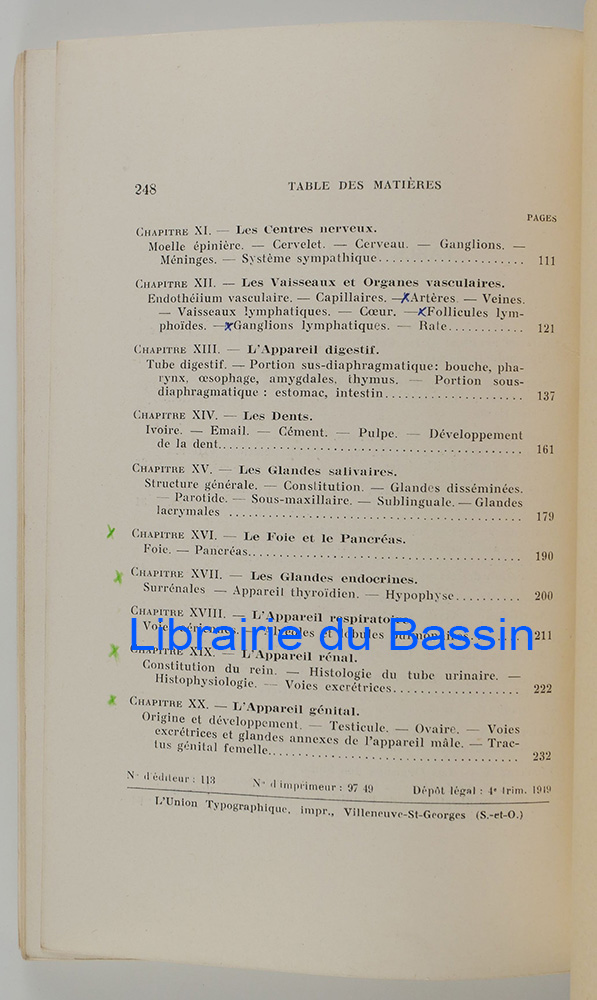 248
TABLE DES MATIÈRES
PAGES
CHAPITRE XI. — Les Centres nerveux.
Moelle épinière. — Cervelet. — Cerveau. — Ganglions. —
Méninges. — Système sympathique...................... 111
CHAPITRE XII. — Les Vaisseaux et Organes vasculaires.
Endothélium vasculaire. — Capillaires. — Artères. — Veines.
— Vaisseaux lymphatiques. — Cœur. — Follicules lym-
phoïdes. — Ganglions lymphatiques. — Rate............ 121
CHAPITRE XIII. — L'Appareil digestif.
Tube digestif. — Portion sus-diaphragmatique: bouche, pha-
rynx, œsophage, amygdales, thymus. — Portion sous-
diaphragmatique : estomac, intestin...................... 137
CHAPITRE XIV. — Les Dents.
Ivoire. — Email. — Cément. — Pulpe. — Développement
de la dent.................................................. 161
CHAPITRE XV. — Les Glandes salivaires.
Structure générale. — Constitution. — Glandes disséminées.
— Parotide. — Sous-maxillaire. — Sublinguale. — Glandes
lacrymales ................................................ 179
CHAPITRE XVI. — Le Foie et le Pancréas.
Foie. — Pancréas............................................. 190
CHAPITRE XVII. — Les Glandes endocrines.
Surrénales — Appareil thyroïdien. — Hypophyse.......... 200
CHAPITRE XVIII. — L'Appareil respiratoire.
Voies et lobules pulmonaires. 211
Librairie du Bassin
CHAPITRE XIX. — L'Appareil rénal.
Constitution du rein. — Histologie du tube urinaire. —
Histophysiologie. — Voies excrétrices..................... 222
CHAPITRE XX. — L'Appareil génital.
Origine et développement. — Testicule. — Ovaire. — Voies
excrétrices et glandes annexes de l'appareil mâle. — Trac-
tus génital femelle......................................... 232
N° d'éditeur : 113 N° d'imprimeur : 97 49 Dépôt légal : 4e trim. 1949
L'Union Typographique, impr., Villeneuve-St-Georges (S.-et-O.)